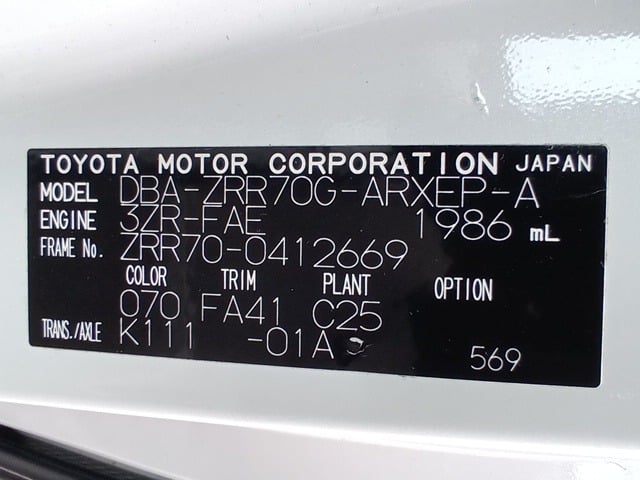 TOYOTA MOTOR CORPORATION JAPAN
MODEL DBA-ZRR70G-ARXEP-A
ENGINE 3ZR-FAE 1986 mL
FRAME No. ZRR70-0412669
COLOR TRIM PLANT OPTION
070 FA41 C25
TRANS./AXLE K111 -01A
569